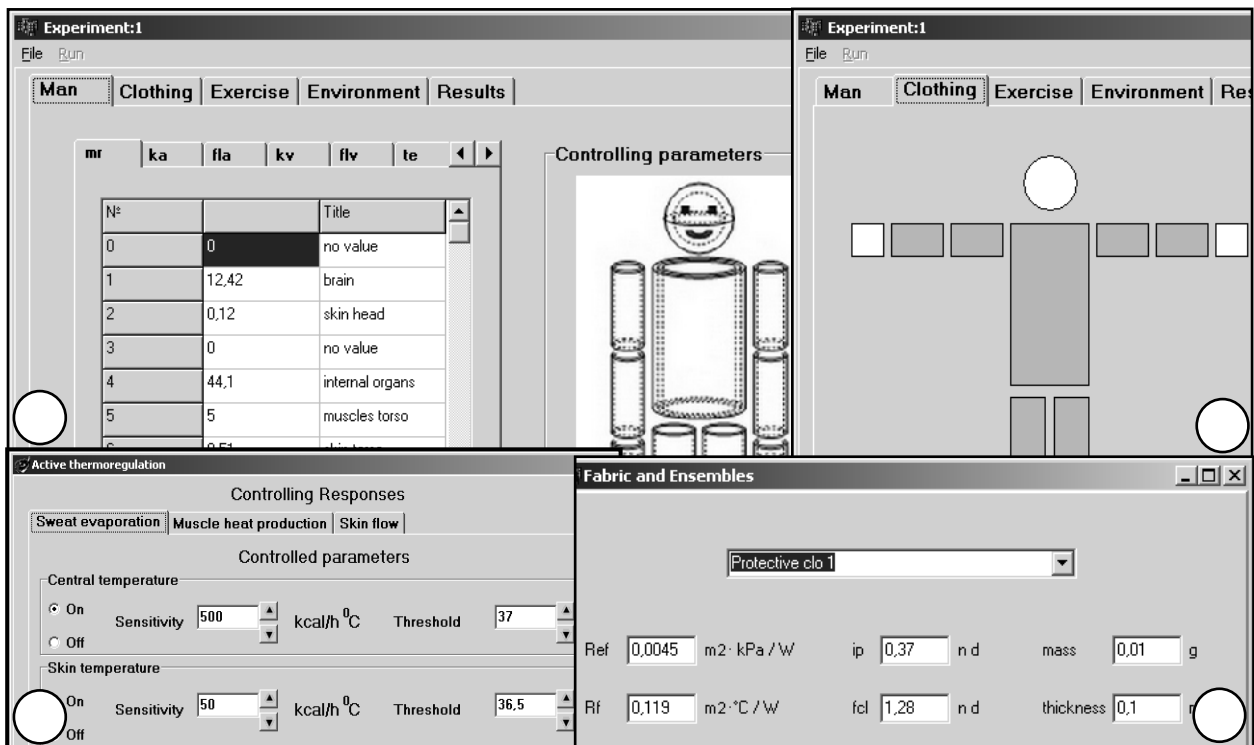 Experiment:1
File Run
Man Clothing Exercise Environment Results
mr ka fla kv flv te
Controlling parameters
Nº Title
0 0 no value
1 12,42 brain
2 0,12 skin head
3 0 no value
4 44,1 internal organs
5 5 muscles torso
Experiment:1
File Run
Man Clothing Exercise Environment
Active thermoregulation
Controlling Responses
Sweat evaporation Muscle heat production Skin flow
Controlled parameters
Central temperature
On Sensitivity 500 kcal/h ⁰C Threshold 37
Off
Skin temperature
On Sensitivity 50 kcal/h ⁰C Threshold 36,5
Off
Fabric and Ensembles
Protective clo 1
Ref 0,0045 m2· kPa / W ip 0,37 n d mass 0,01 g
Rf 0,119 m2·°C / W fcl 1,28 n d thickness 0,1